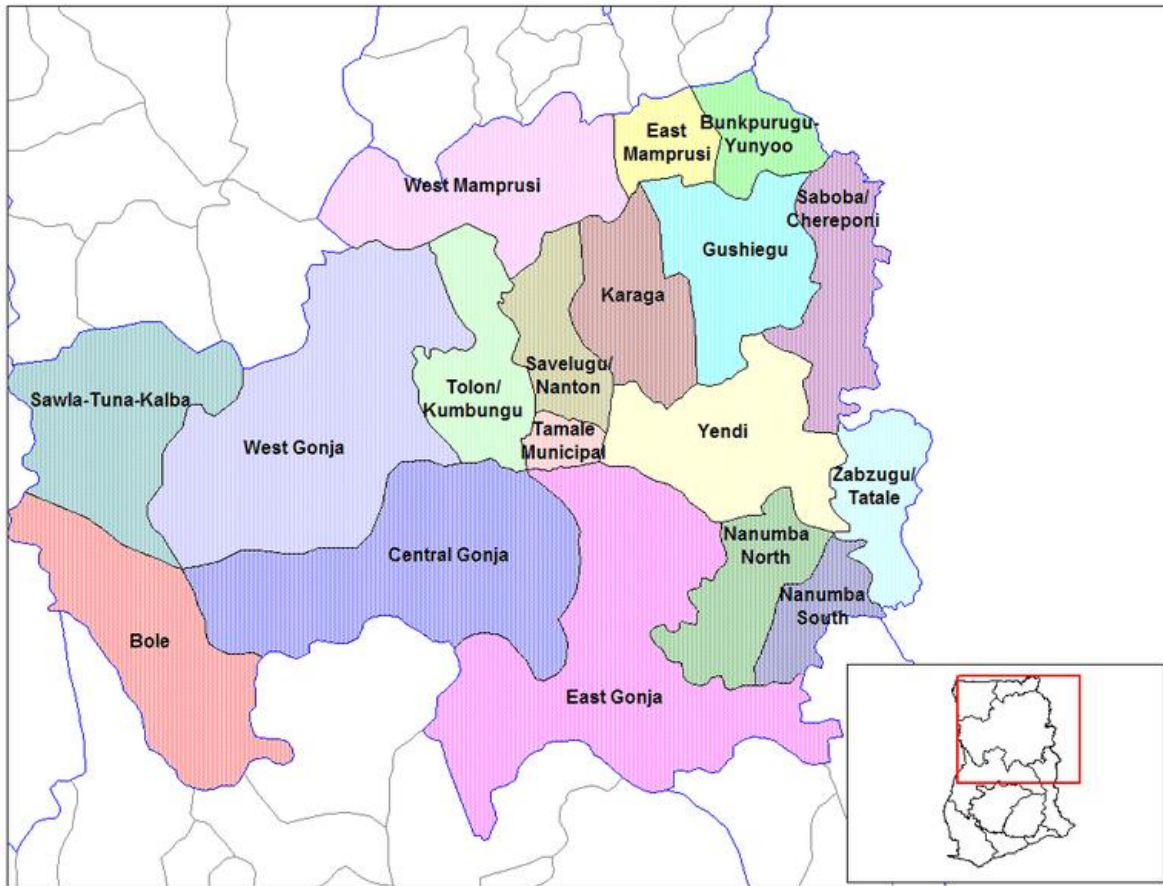 East
Mamprusi
Bunkpurugu-
Yunyoo
West Mamprusi
Saboba/
Chereponi
Gushiegu
Karaga
Savelugu/
Nanton
Sawla-Tuna-Kalba
Tolon/
Kumbungu
West Gonja
Tamale
Municipal
Yendi
Zabzugu/
Tatale
Central Gonja
Nanumba
North
Nanumba
South
Bole
East Gonja